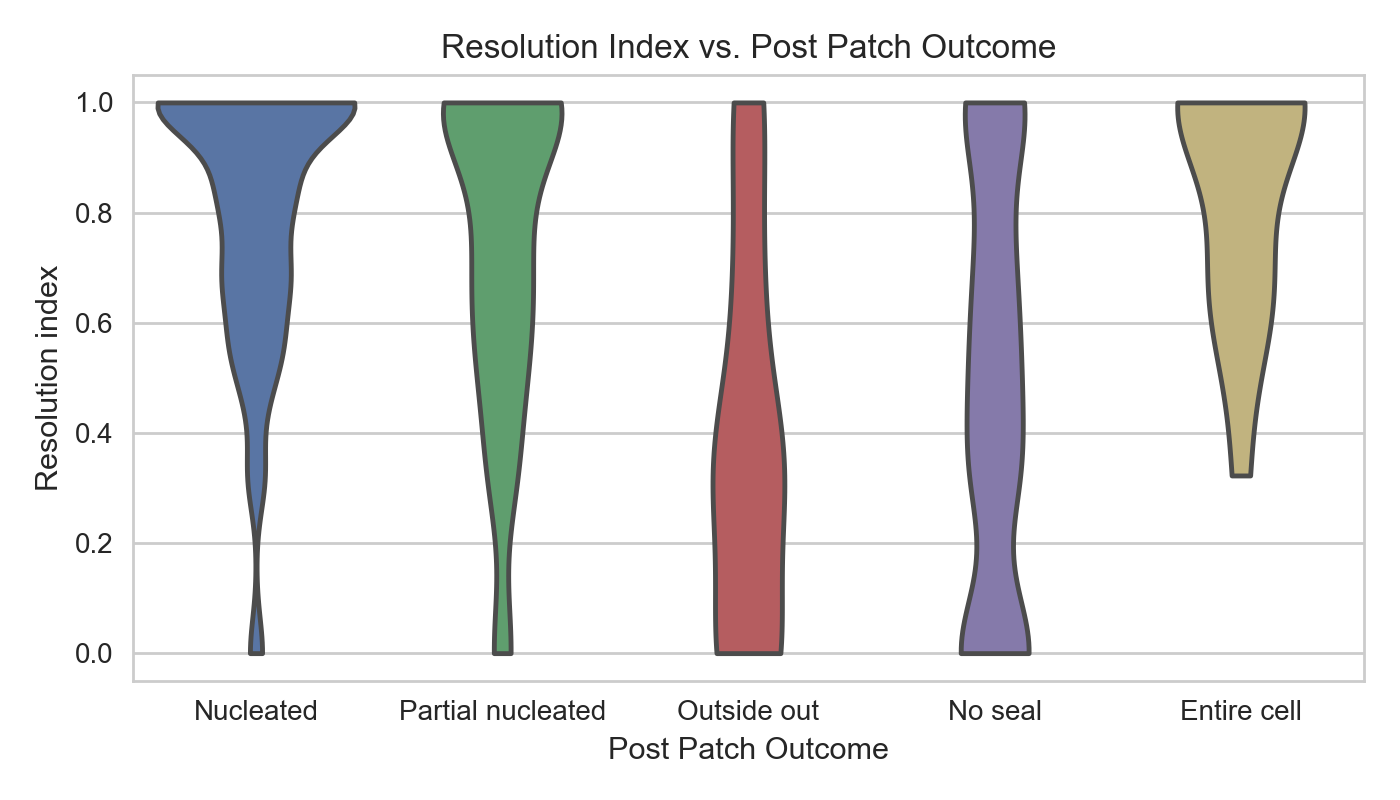 Resolution Index vs. Post Patch Outcome
1.0
0.8
0.6
0.4
0.2
0.0
Resolution index
Nucleated
Partial nucleated
Outside out
No seal
Entire cell
Post Patch Outcome